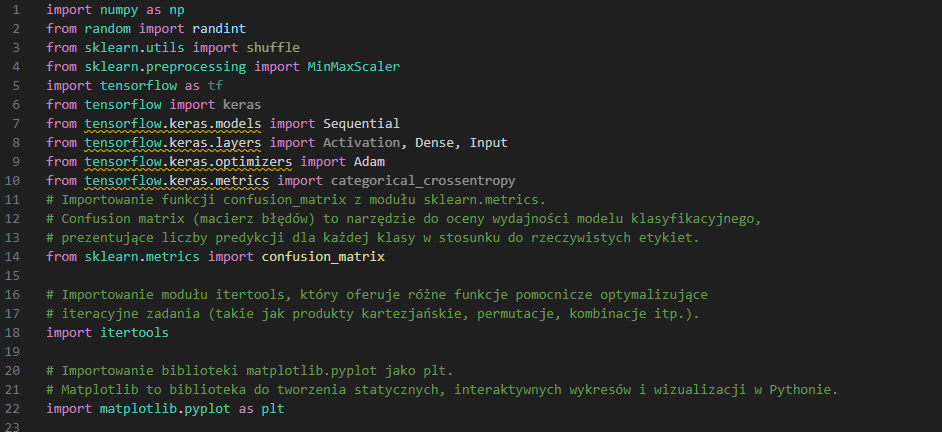 1 import numpy as np
2 from random import randint
3 from sklearn.utils import shuffle
4 from sklearn.preprocessing import MinMaxScaler
5 import tensorflow as tf
6 from tensorflow import keras
7 from tensorflow.keras.models import Sequential
8 from tensorflow.keras.layers import Activation, Dense, Input
9 from tensorflow.keras.optimizers import Adam
10 from tensorflow.keras.metrics import categorical_crossentropy
11 # Importowanie funkcji confusion_matrix z modułu sklearn.metrics.
12 # Confusion matrix (macierz błędów) to narzędzie do oceny wydajności modelu klasyfikacyjnego,
13 # prezentujące liczby predykcji dla każdej klasy w stosunku do rzeczywistych etykiet.
14 from sklearn.metrics import confusion_matrix
15
16 # Importowanie modułu itertools, który oferuje różne funkcje pomocnicze optymalizujące
17 # iteracyjne zadania (takie jak produkty kartezjańskie, permutacje, kombinacje itp.).
18 import itertools
19
20 # Importowanie biblioteki matplotlib.pyplot jako plt.
21 # Matplotlib to biblioteka do tworzenia statycznych, interaktywnych wykresów i wizualizacji w Pythonie.
22 import matplotlib.pyplot as plt
23